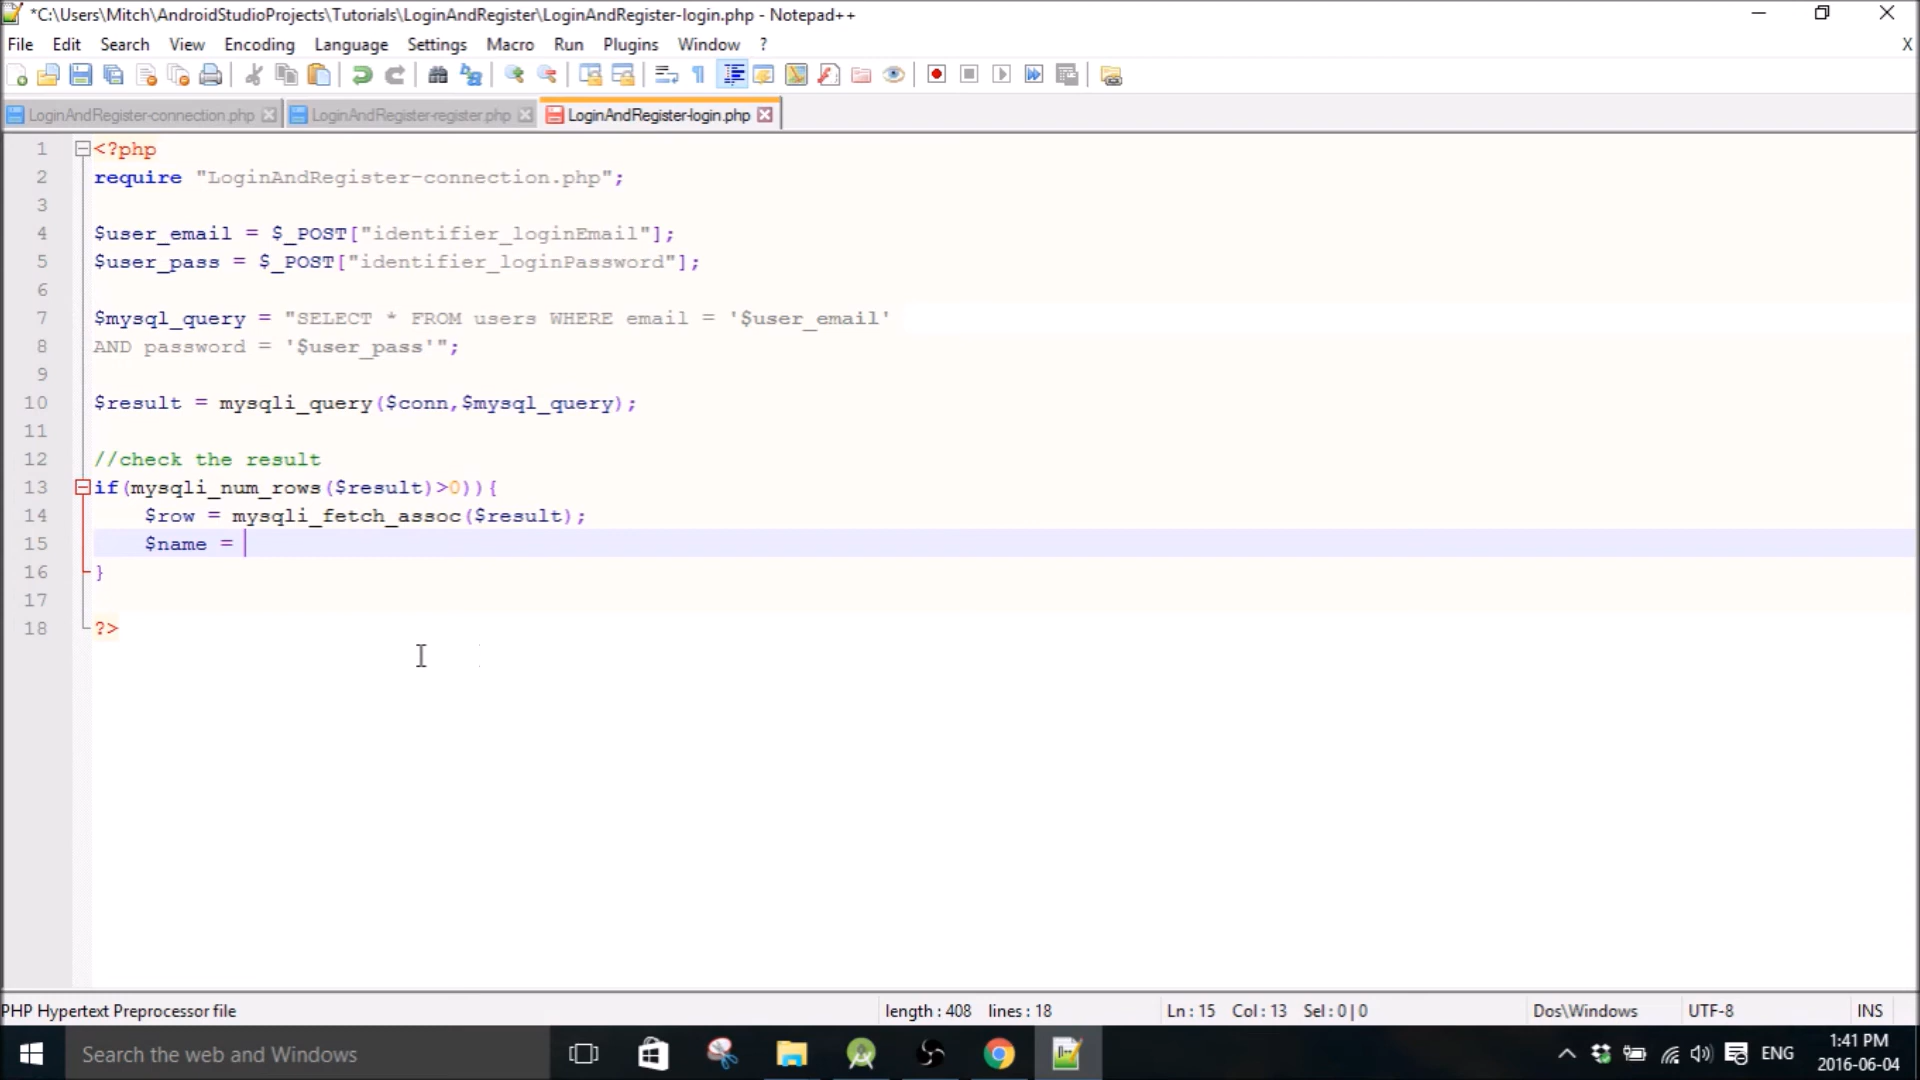 *C:\Users\Mitch\AndroidStudioProjects\Tutorials\LoginAndRegister\LoginAndRegister-login.php - Notepad++
File Edit Search View Encoding Language Settings Macro Run Plugins Window ? X
LoginAndRegister-connection.php LoginAndRegister-register.php LoginAndRegister-login.php
1 <?php
2 require "LoginAndRegister-connection.php";
3
4 $user_email = $_POST["identifier_loginEmail"];
5 $user_pass = $_POST["identifier_loginPassword"];
6
7 $mysql_query = "SELECT * FROM users WHERE email = '$user_email'
8 AND password = '$user_pass'";
9
10 $result = mysqli_query($conn,$mysql_query);
11
12 //check the result
13 if(mysqli_num_rows($result)>0)){
14 $row = mysqli_fetch_assoc($result);
15 $name =
16 }
17
18 ?>
PHP Hypertext Preprocessor file length : 408 lines : 18 Ln : 15 Col : 13 Sel : 0 | 0 Dos\Windows UTF-8 INS
Search the web and Windows ENG 1:41 PM
2016-06-04